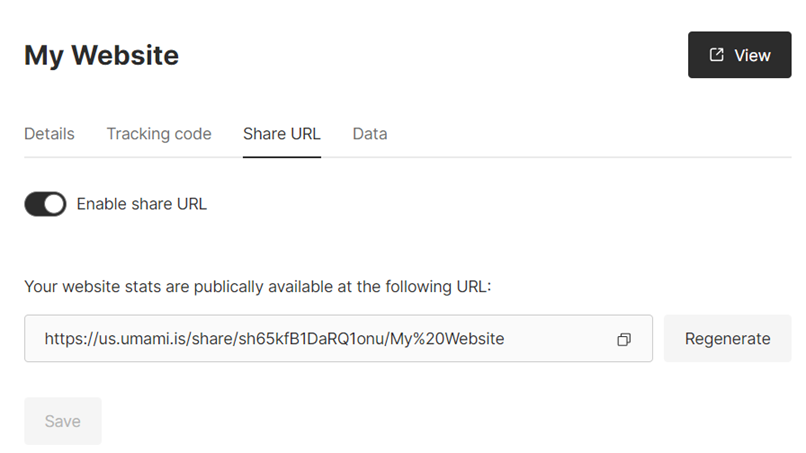 My Website
View
Details Tracking code Share URL Data
Enable share URL
Your website stats are publically available at the following URL:
https://us.umami.is/share/sh65kfB1DaRQ1onu/My%20Website
Regenerate
Save